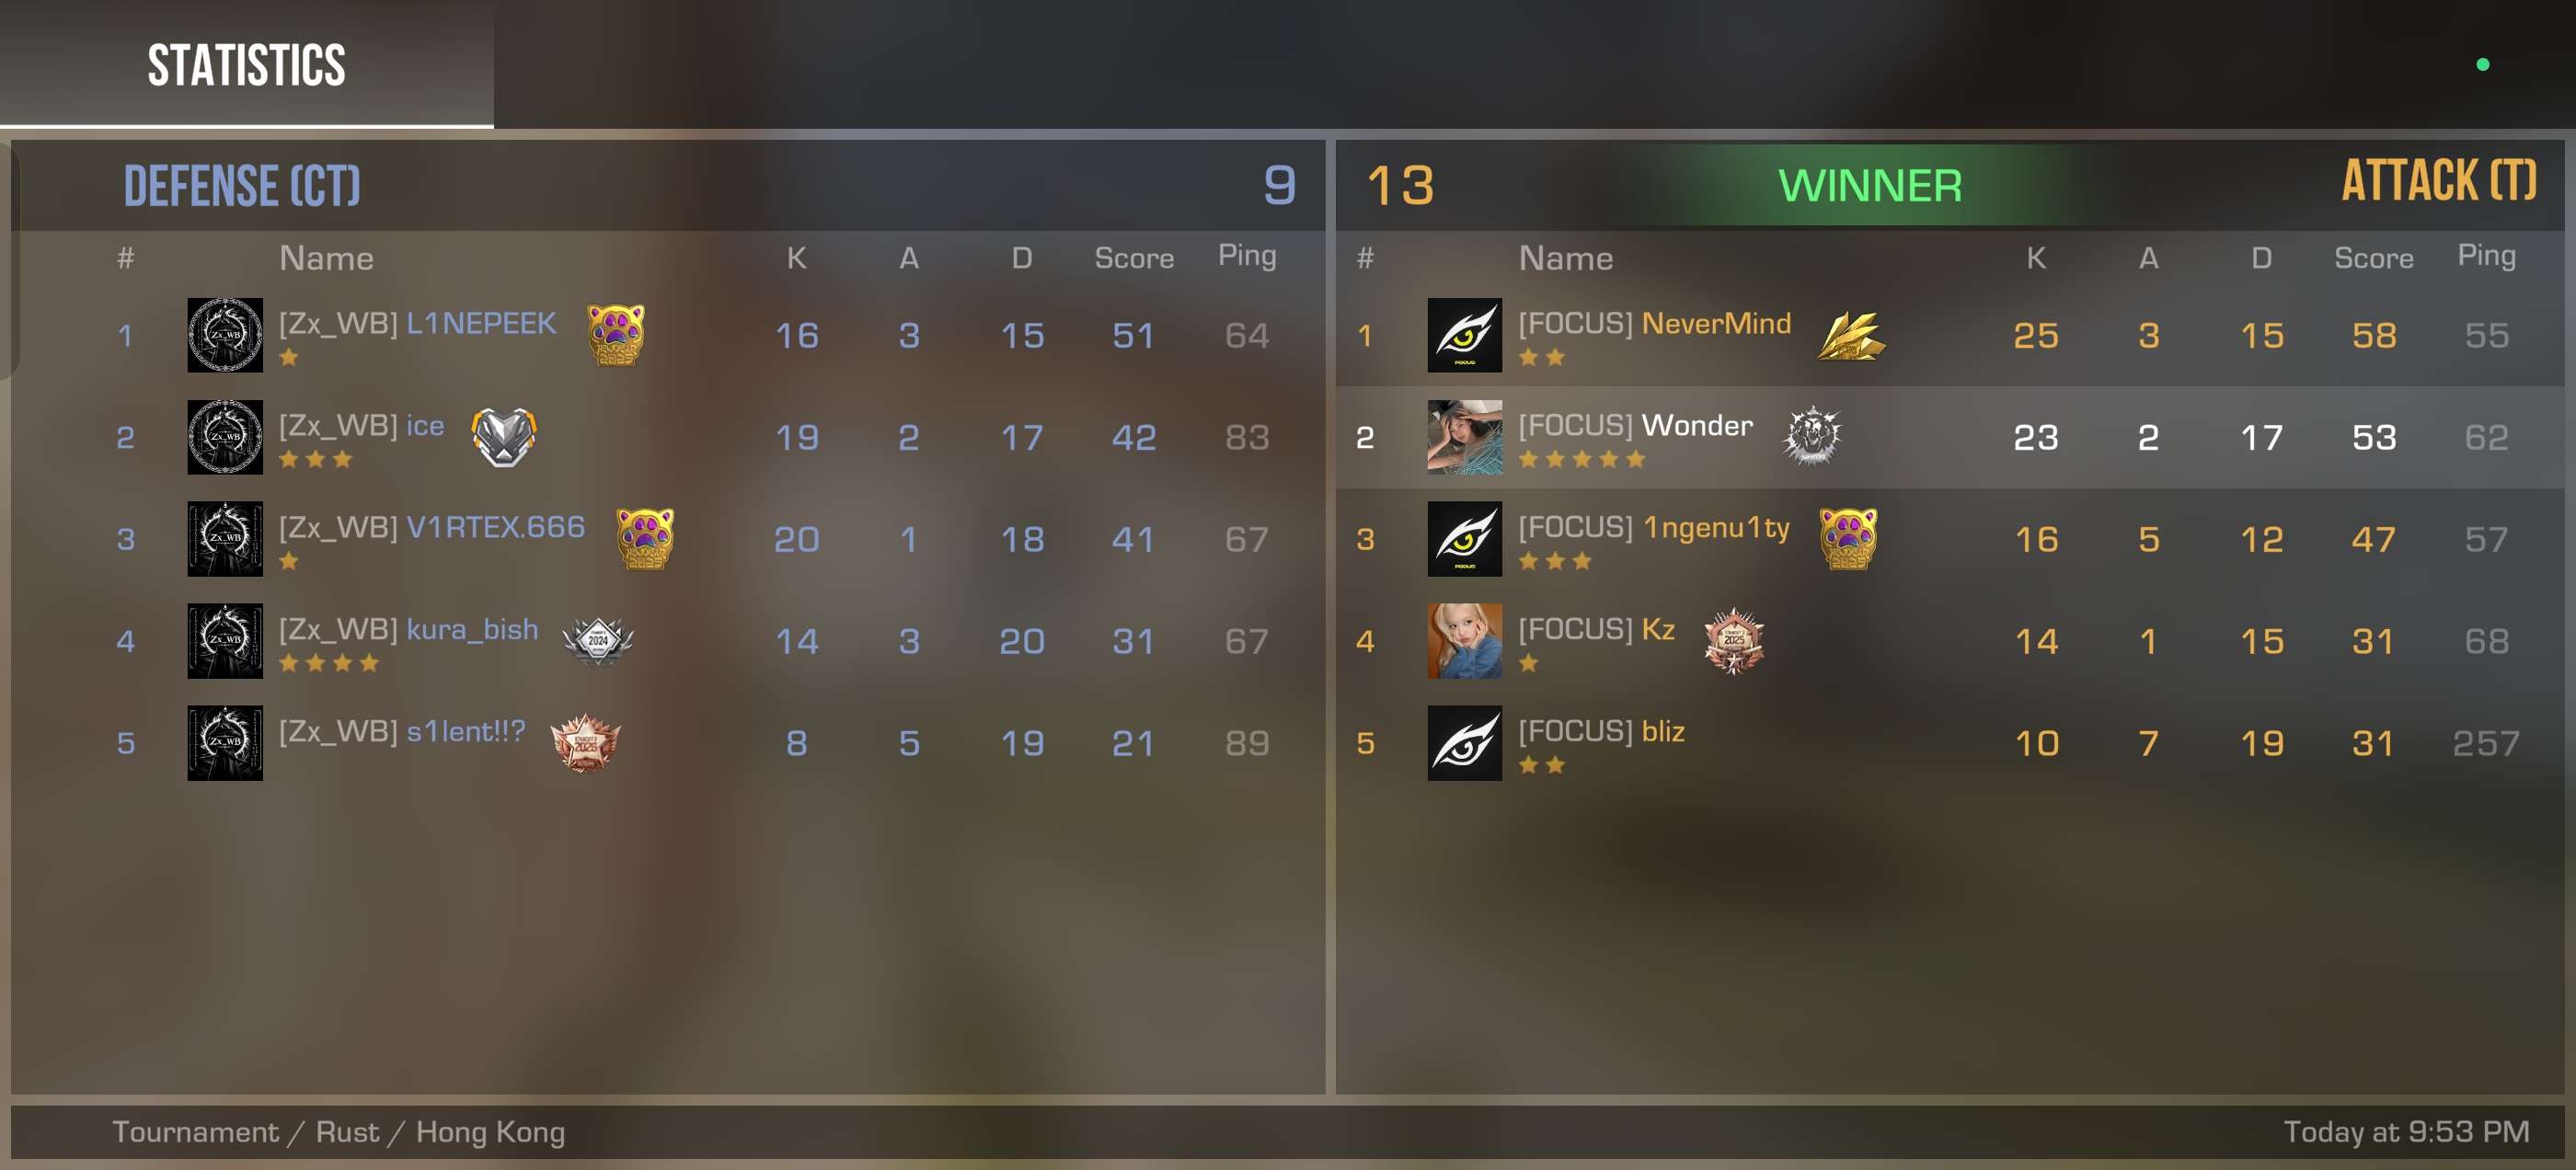 STATISTICS
DEFENSE (CT) 9
# Name K A D Score Ping
1 [Zx_WB] L1NEPEEK 16 3 15 51 64
2 [Zx_WB] ice 19 2 17 42 83
3 [Zx_WB] V1RTEX.666 20 1 18 41 67
4 [Zx_WB] kura_bish 14 3 20 31 67
5 [Zx_WB] s1lent!!? 8 5 19 21 89
13 WINNER ATTACK (T)
# Name K A D Score Ping
1 [FOCUS] NeverMind 25 3 15 58 55
2 [FOCUS] Wonder 23 2 17 53 62
3 [FOCUS] 1ngenu1ty 16 5 12 47 57
4 [FOCUS] Kz 14 1 15 31 68
5 [FOCUS] bliz 10 7 19 31 257
Tournament / Rust / Hong Kong
Today at 9:53 PM